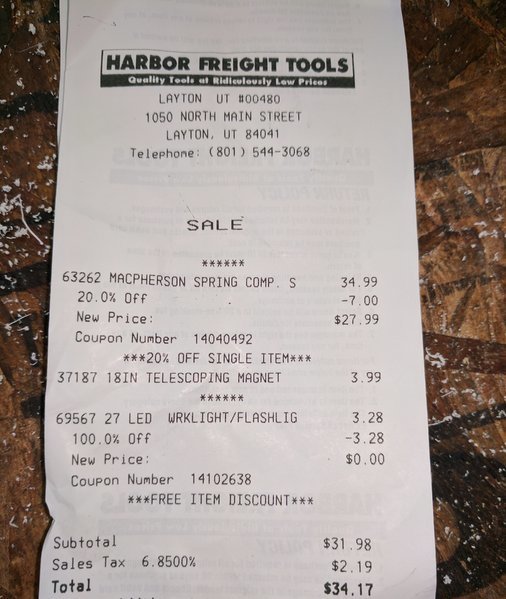 HARBOR FREIGHT TOOLS
Quality Tools at Ridiculously Low Prices
LAYTON UT #00480
1050 NORTH MAIN STREET
LAYTON, UT 84041
Telephone: (801) 544-3068
SALE
******
63262 MACPHERSON SPRING COMP. S 34.99
20.0% Off -7.00
New Price: $27.99
Coupon Number 14040492
***20% OFF SINGLE ITEM***
37187 18IN TELESCOPING MAGNET 3.99
******
69567 27 LED WRKLIGHT/FLASHLIG 3.28
100.0% Off -3.28
New Price: $0.00
Coupon Number 14102638
***FREE ITEM DISCOUNT***
Subtotal $31.98
Sales Tax 6.8500% $2.19
Total $34.17